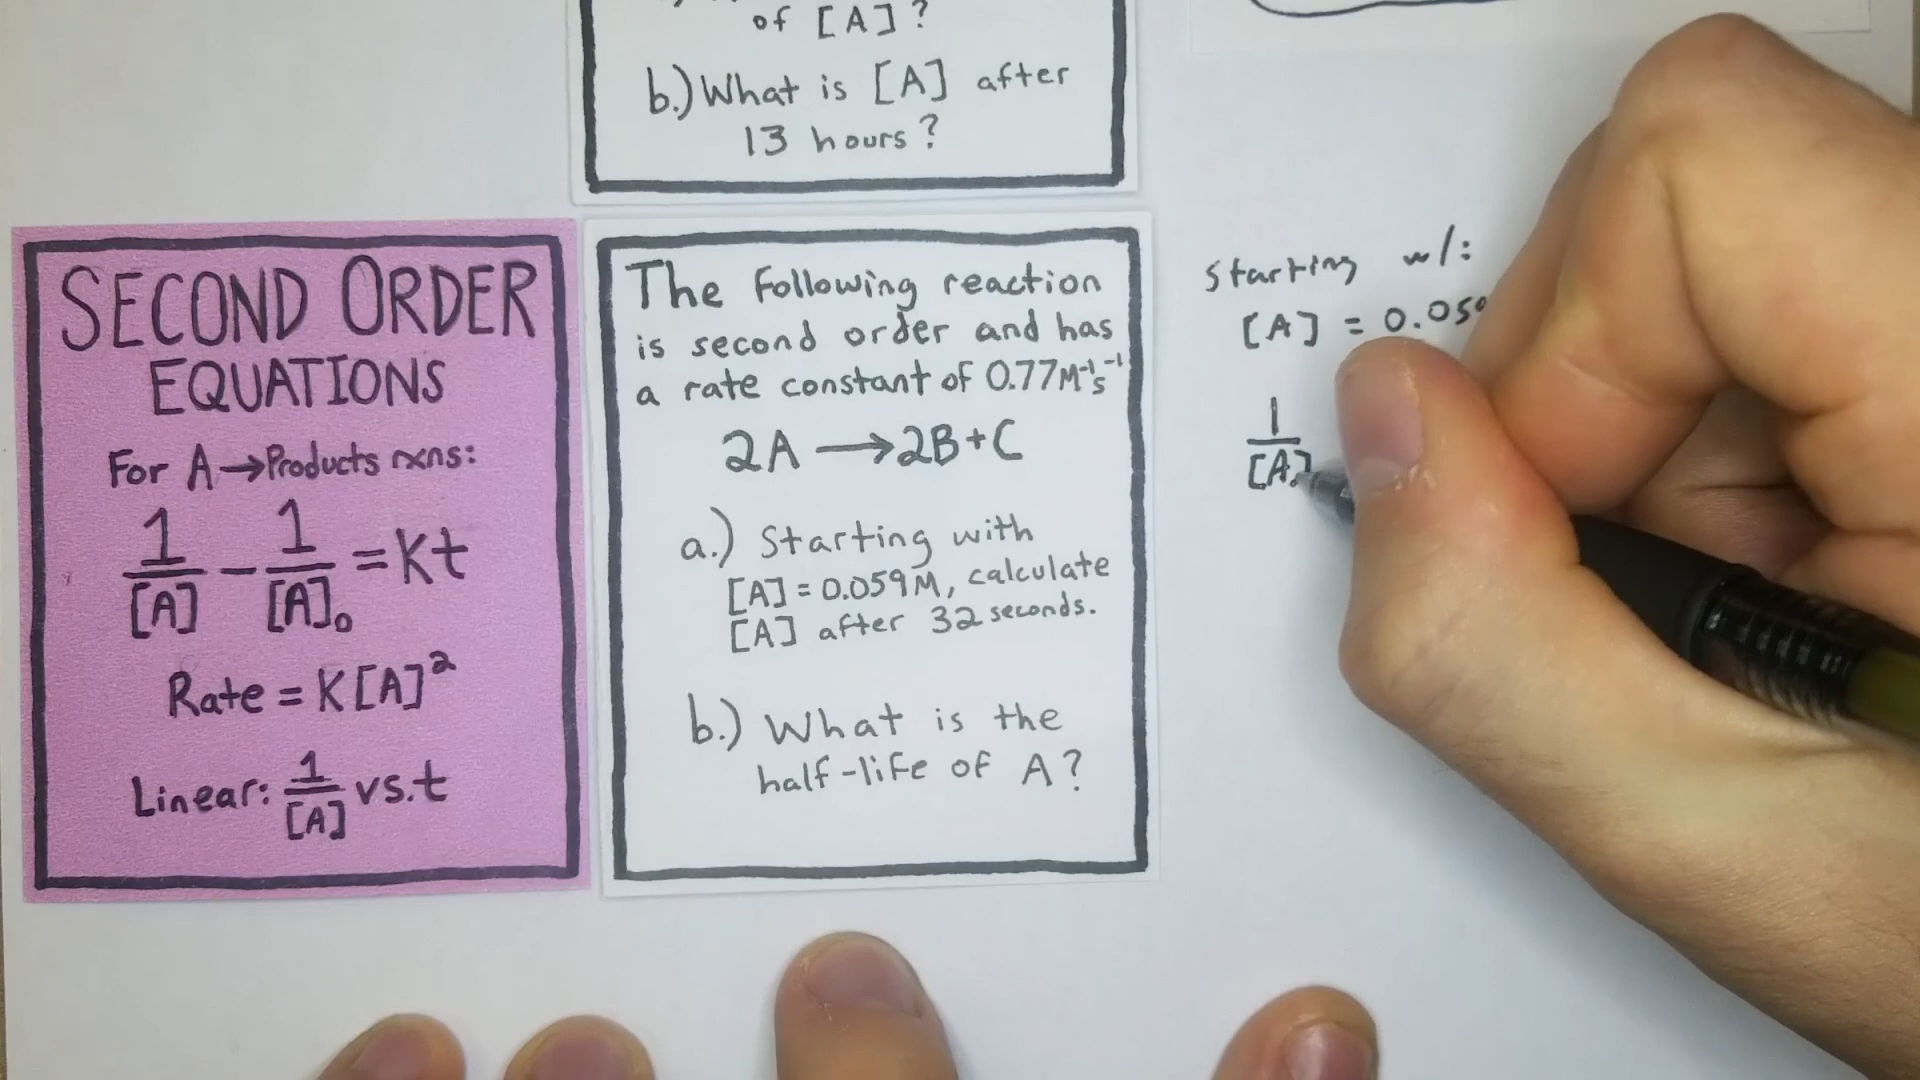 of [A]?
b.) What is [A] after
13 hours?
SECOND ORDER
EQUATIONS
For A→Products rxns:
1/[A] - 1/[A]₀ = Kt
Rate = K[A]²
Linear: 1/[A] vs. t
The following reaction
is second order and has
a rate constant of 0.77M⁻¹s⁻¹
2A → 2B+C
a.) Starting with
[A] = 0.059M, calculate
[A] after 32 seconds.
b.) What is the
half-life of A?
Starting w/:
[A] = 0.05
1/[A]